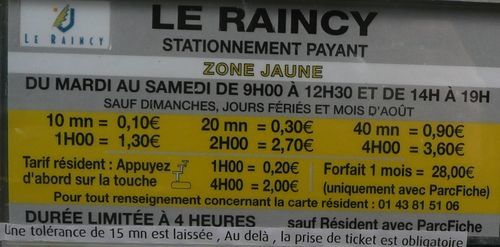 LE RAINCY
LE RAINCY
STATIONNEMENT PAYANT
ZONE JAUNE
DU MARDI AU SAMEDI DE 9H00 À 12H30 ET DE 14H À 19H
SAUF DIMANCHES, JOURS FÉRIÉS ET MOIS D'AOÛT
10 mn = 0,10€ 20 mn = 0,30€ 40 mn = 0,90€
1H00 = 1,30€ 2H00 = 2,70€ 4H00 = 3,60€
Tarif résident : Appuyez 1H00 = 0,20€ Forfait 1 mois = 28,00€
d'abord sur la touche 4H00 = 2,00€ (uniquement avec ParcFiche)
Pour tout renseignement concernant la carte résident : 01 43 81 51 06
DURÉE LIMITÉE À 4 HEURES sauf Résident avec ParcFiche
Une tolérance de 15 mn est laissée , Au delà , la prise de ticket est obligatoire